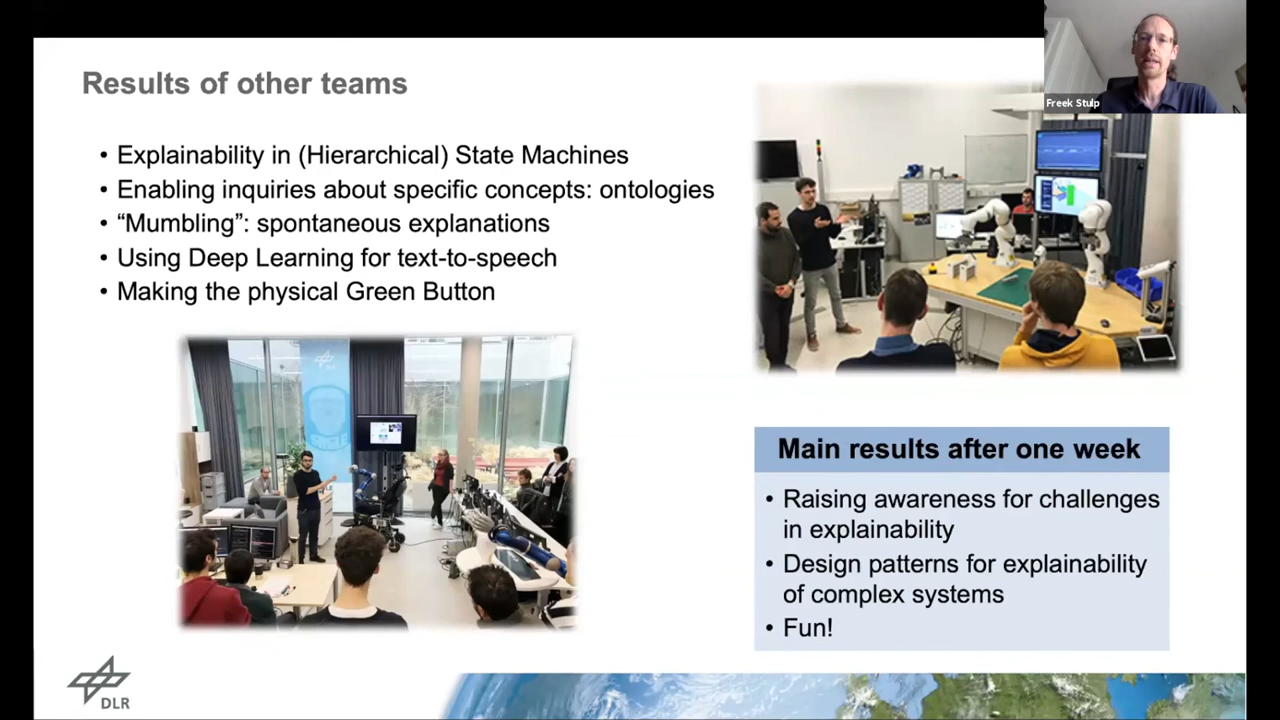 Results of other teams
• Explainability in (Hierarchical) State Machines
• Enabling inquiries about specific concepts: ontologies
• “Mumbling”: spontaneous explanations
• Using Deep Learning for text-to-speech
• Making the physical Green Button
Freek Stulp
Main results after one week
• Raising awareness for challenges
in explainability
• Design patterns for explainability
of complex systems
• Fun!
DLR